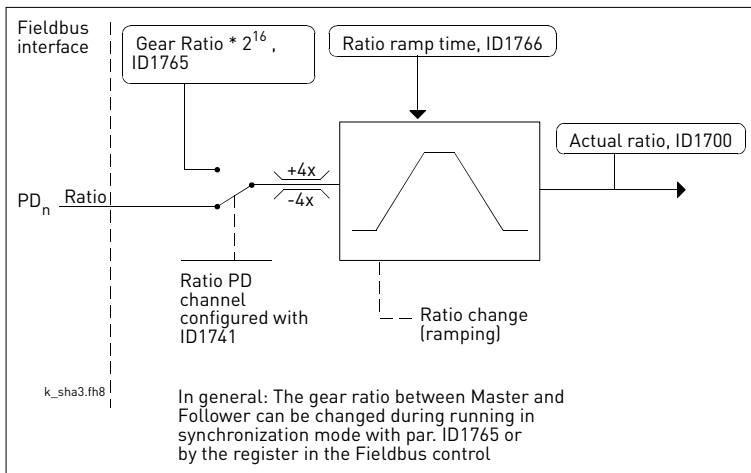 Fieldbus
interface
Gear Ratio * 2^16 ,
ID1765
Ratio ramp time, ID1766
Actual ratio, ID1700
+4x
-4x
PDn Ratio
Ratio PD
channel
configured with
ID1741
Ratio change
(ramping)
k_sha3.fh8
In general: The gear ratio between Master and
Follower can be changed during running in
synchronization mode with par. ID1765 or
by the register in the Fieldbus control